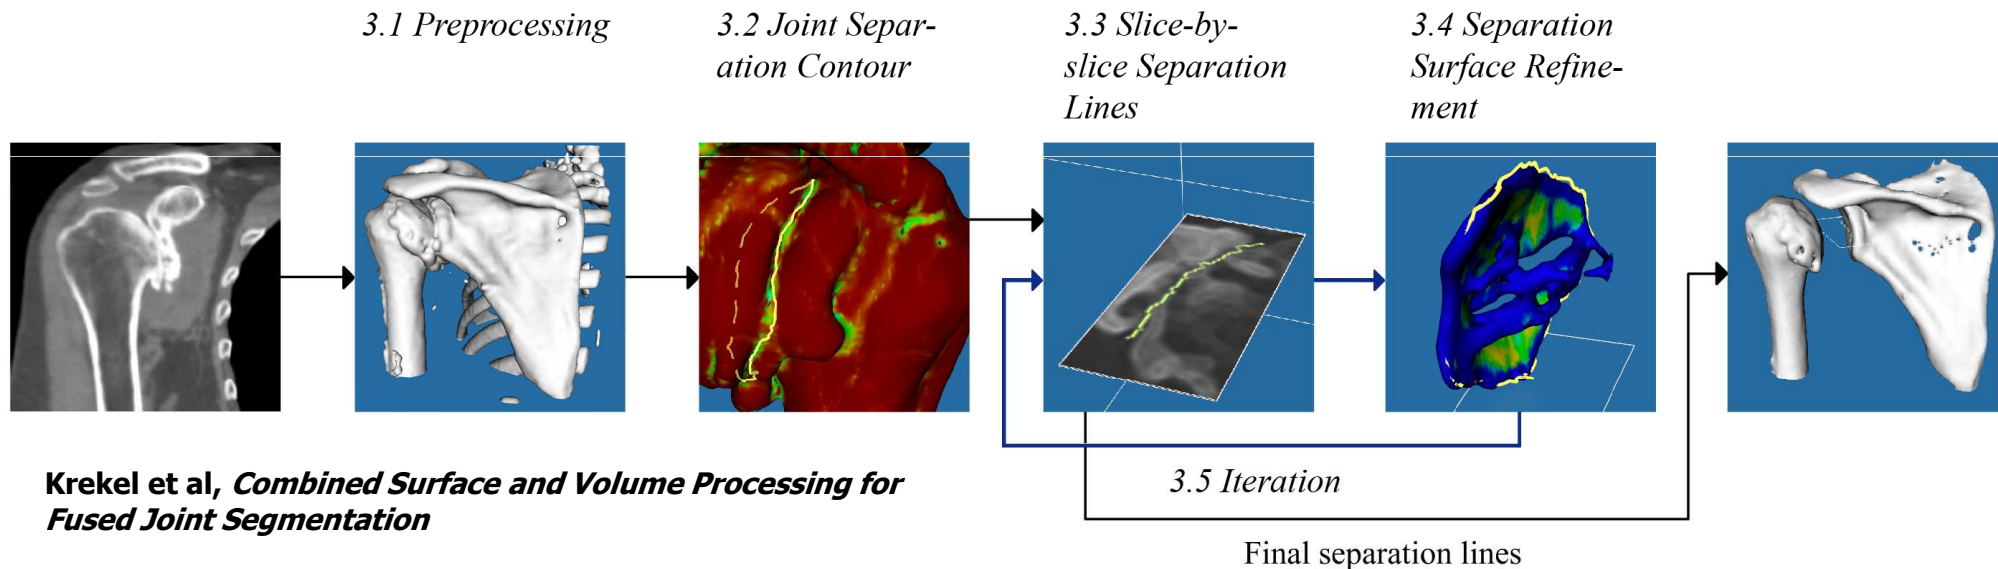 3.1 Preprocessing
3.2 Joint Separ-
ation Contour
3.3 Slice-by-
slice Separation
Lines
3.4 Separation
Surface Refine-
ment
3.5 Iteration
Final separation lines
Krekel et al, Combined Surface and Volume Processing for
Fused Joint Segmentation